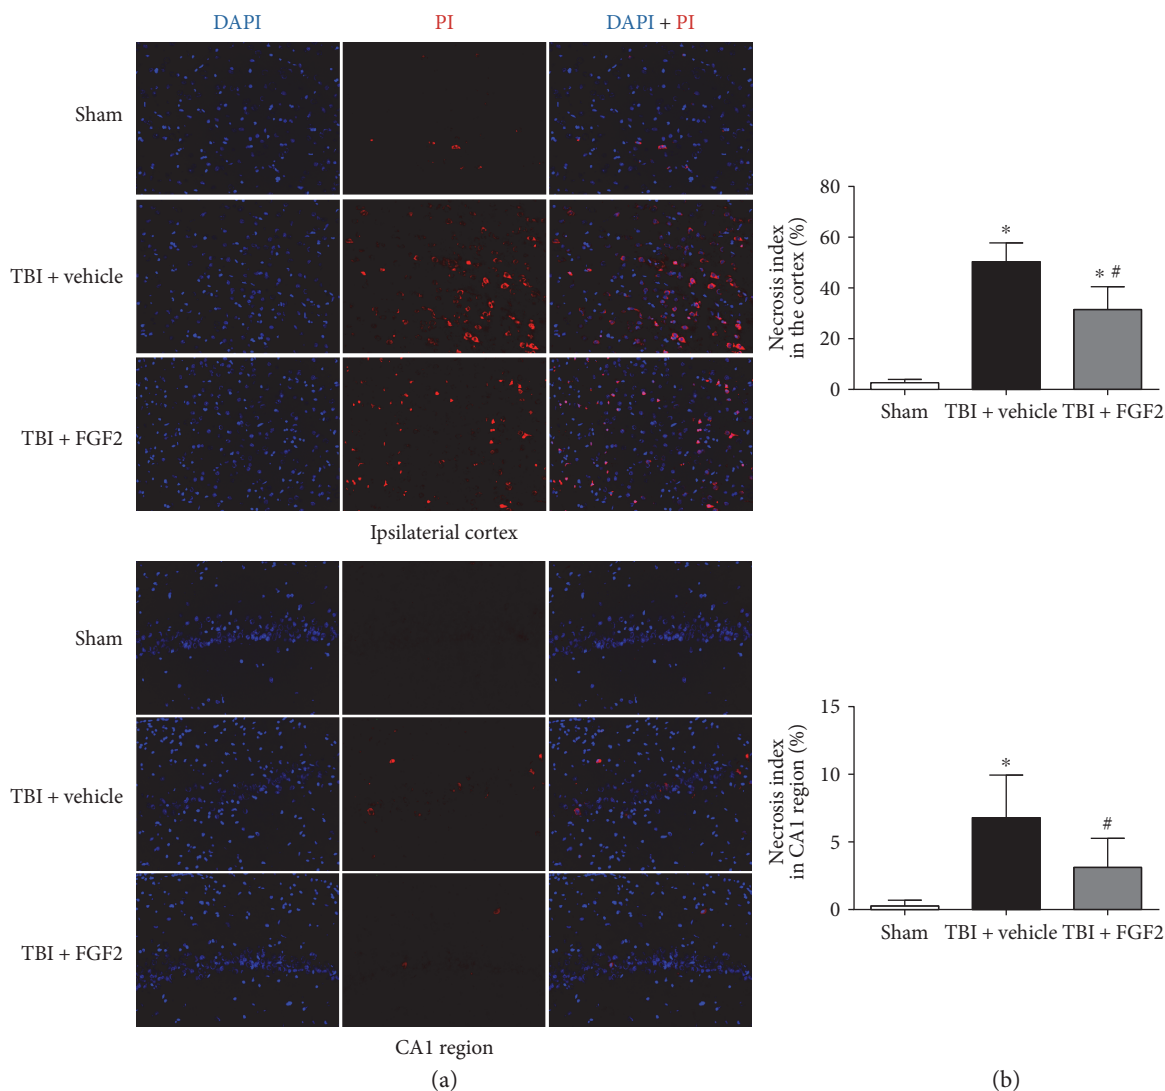 DAPI
PI
DAPI + PI
Sham
TBI + vehicle
TBI + FGF2
Ipsilaterial cortex
Sham
TBI + vehicle
TBI + FGF2
CA1 region
(a)
Necrosis index
in the cortex (%)
80
60
40
20
0
*
* #
Sham
TBI + vehicle
TBI + FGF2
Necrosis index
in CA1 region (%)
15
10
5
0
*
#
Sham
TBI + vehicle
TBI + FGF2
(b)